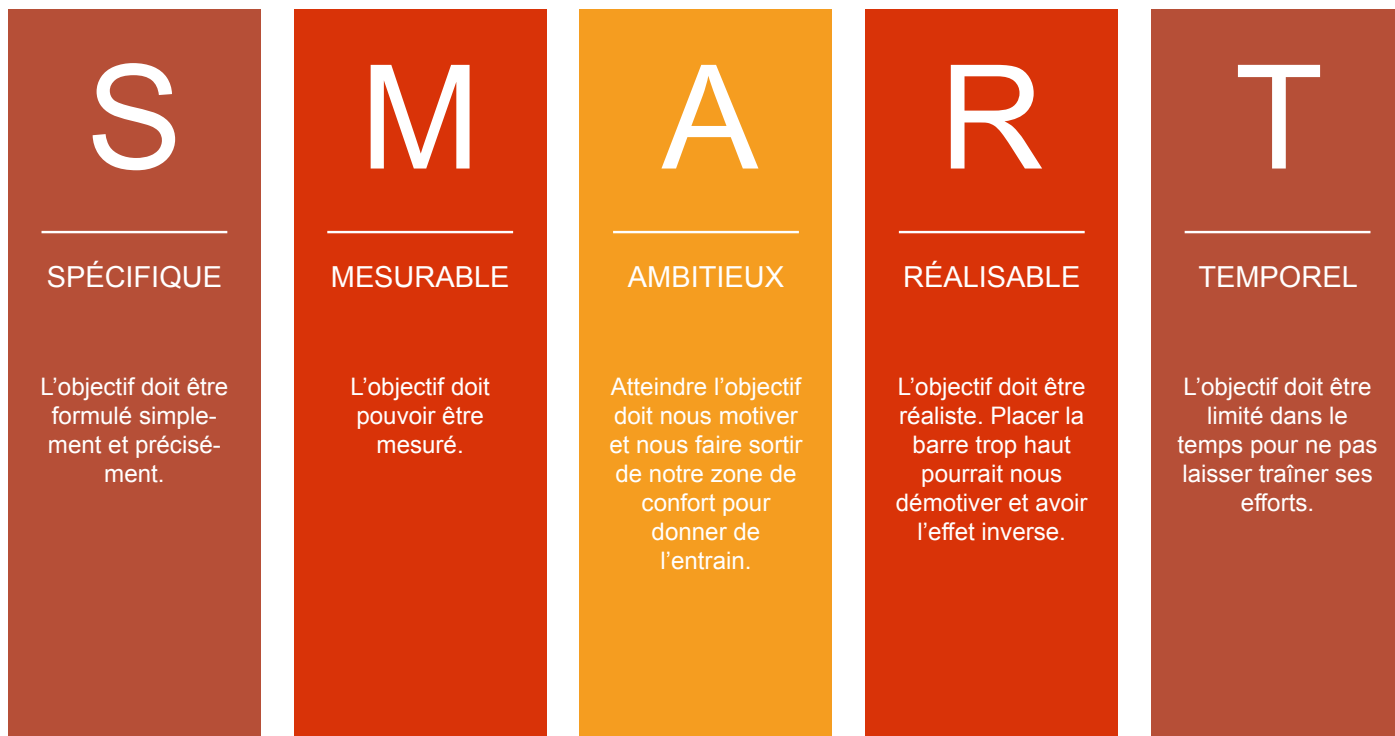 S
SPÉCIFIQUE
L’objectif doit être
formulé simple-
ment et précisé-
ment.
M
MESURABLE
L’objectif doit
pouvoir être
mesuré.
A
AMBITIEUX
Atteindre l’objectif
doit nous motiver
et nous faire sortir
de notre zone de
confort pour
donner de
l’entrain.
R
RÉALISABLE
L’objectif doit être
réaliste. Placer la
barre trop haut
pourrait nous
démotiver et avoir
l’effet inverse.
T
TEMPOREL
L’objectif doit être
limité dans le
temps pour ne pas
laisser traîner ses
efforts.